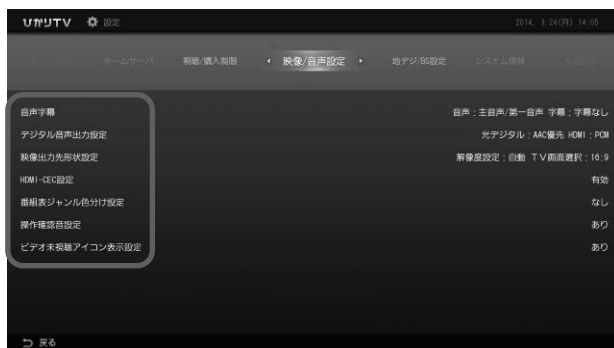 ひかりTV 設定 2014. 3.24(月) 14:05
ホームサーバ 視聴/購入制限 映像/音声設定 地デジ/BS設定 システム情報
音声字幕 音声:主音声/第一音声 字幕:字幕なし
デジタル音声出力設定 光デジタル:AAC優先 HDMI:PCM
映像出力先形状設定 解像度設定:自動 TV画面選択:16:9
HDMI-CEC設定 有効
番組表ジャンル色分け設定 なし
操作確認音設定 あり
ビデオ未視聴アイコン表示設定 あり
戻る